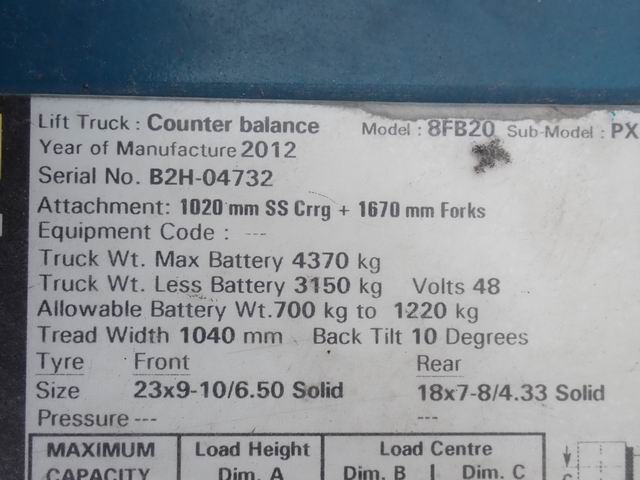 Lift Truck : Counter balance Model : 8FB20 Sub-Model : PX
Year of Manufacture 2012
Serial No. B2H-04732
Attachment: 1020 mm SS Crrg + 1670 mm Forks
Equipment Code : ---
Truck Wt. Max Battery 4370 kg
Truck Wt. Less Battery 3150 kg Volts 48
Allowable Battery Wt.700 kg to 1220 kg
Tread Width 1040 mm Back Tilt 10 Degrees
Tyre Front Rear
Size 23x9-10/6.50 Solid 18x7-8/4.33 Solid
Pressure --- ---
MAXIMUM Load Height Load Centre
CAPACITY Dim. A Dim. B Dim. C